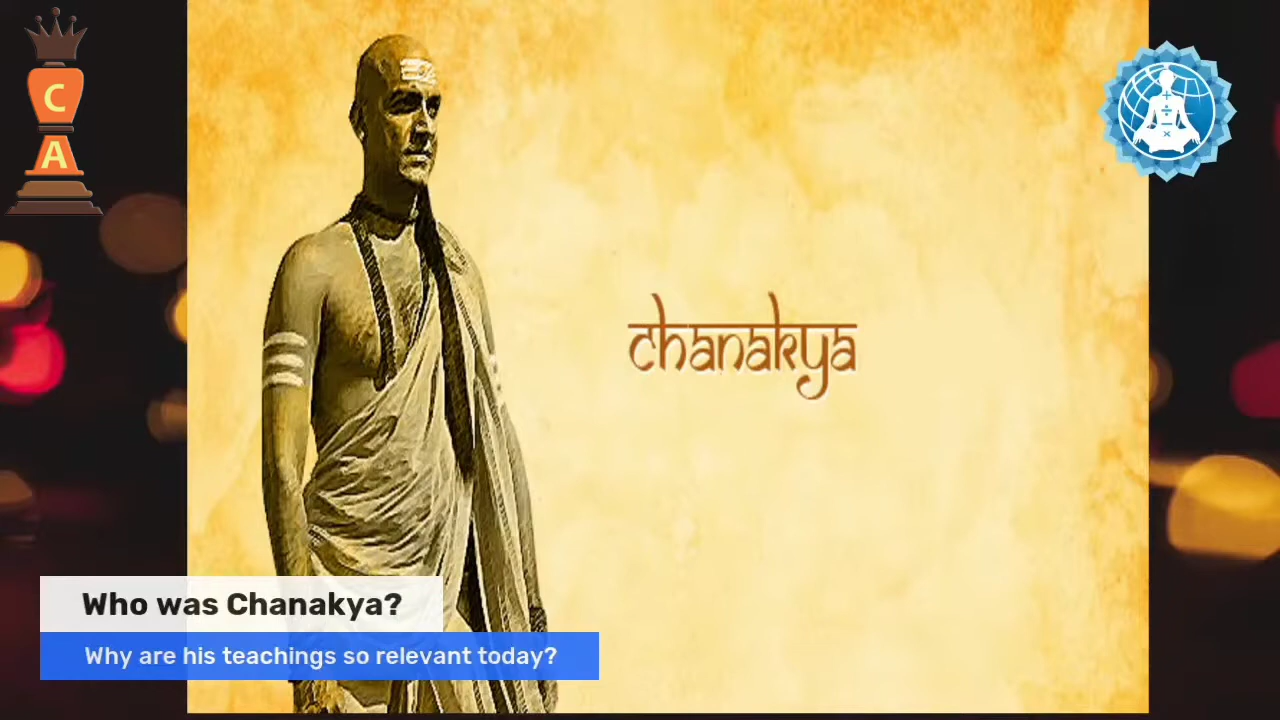 C
A
chanakya
Who was Chanakya?
Why are his teachings so relevant today?